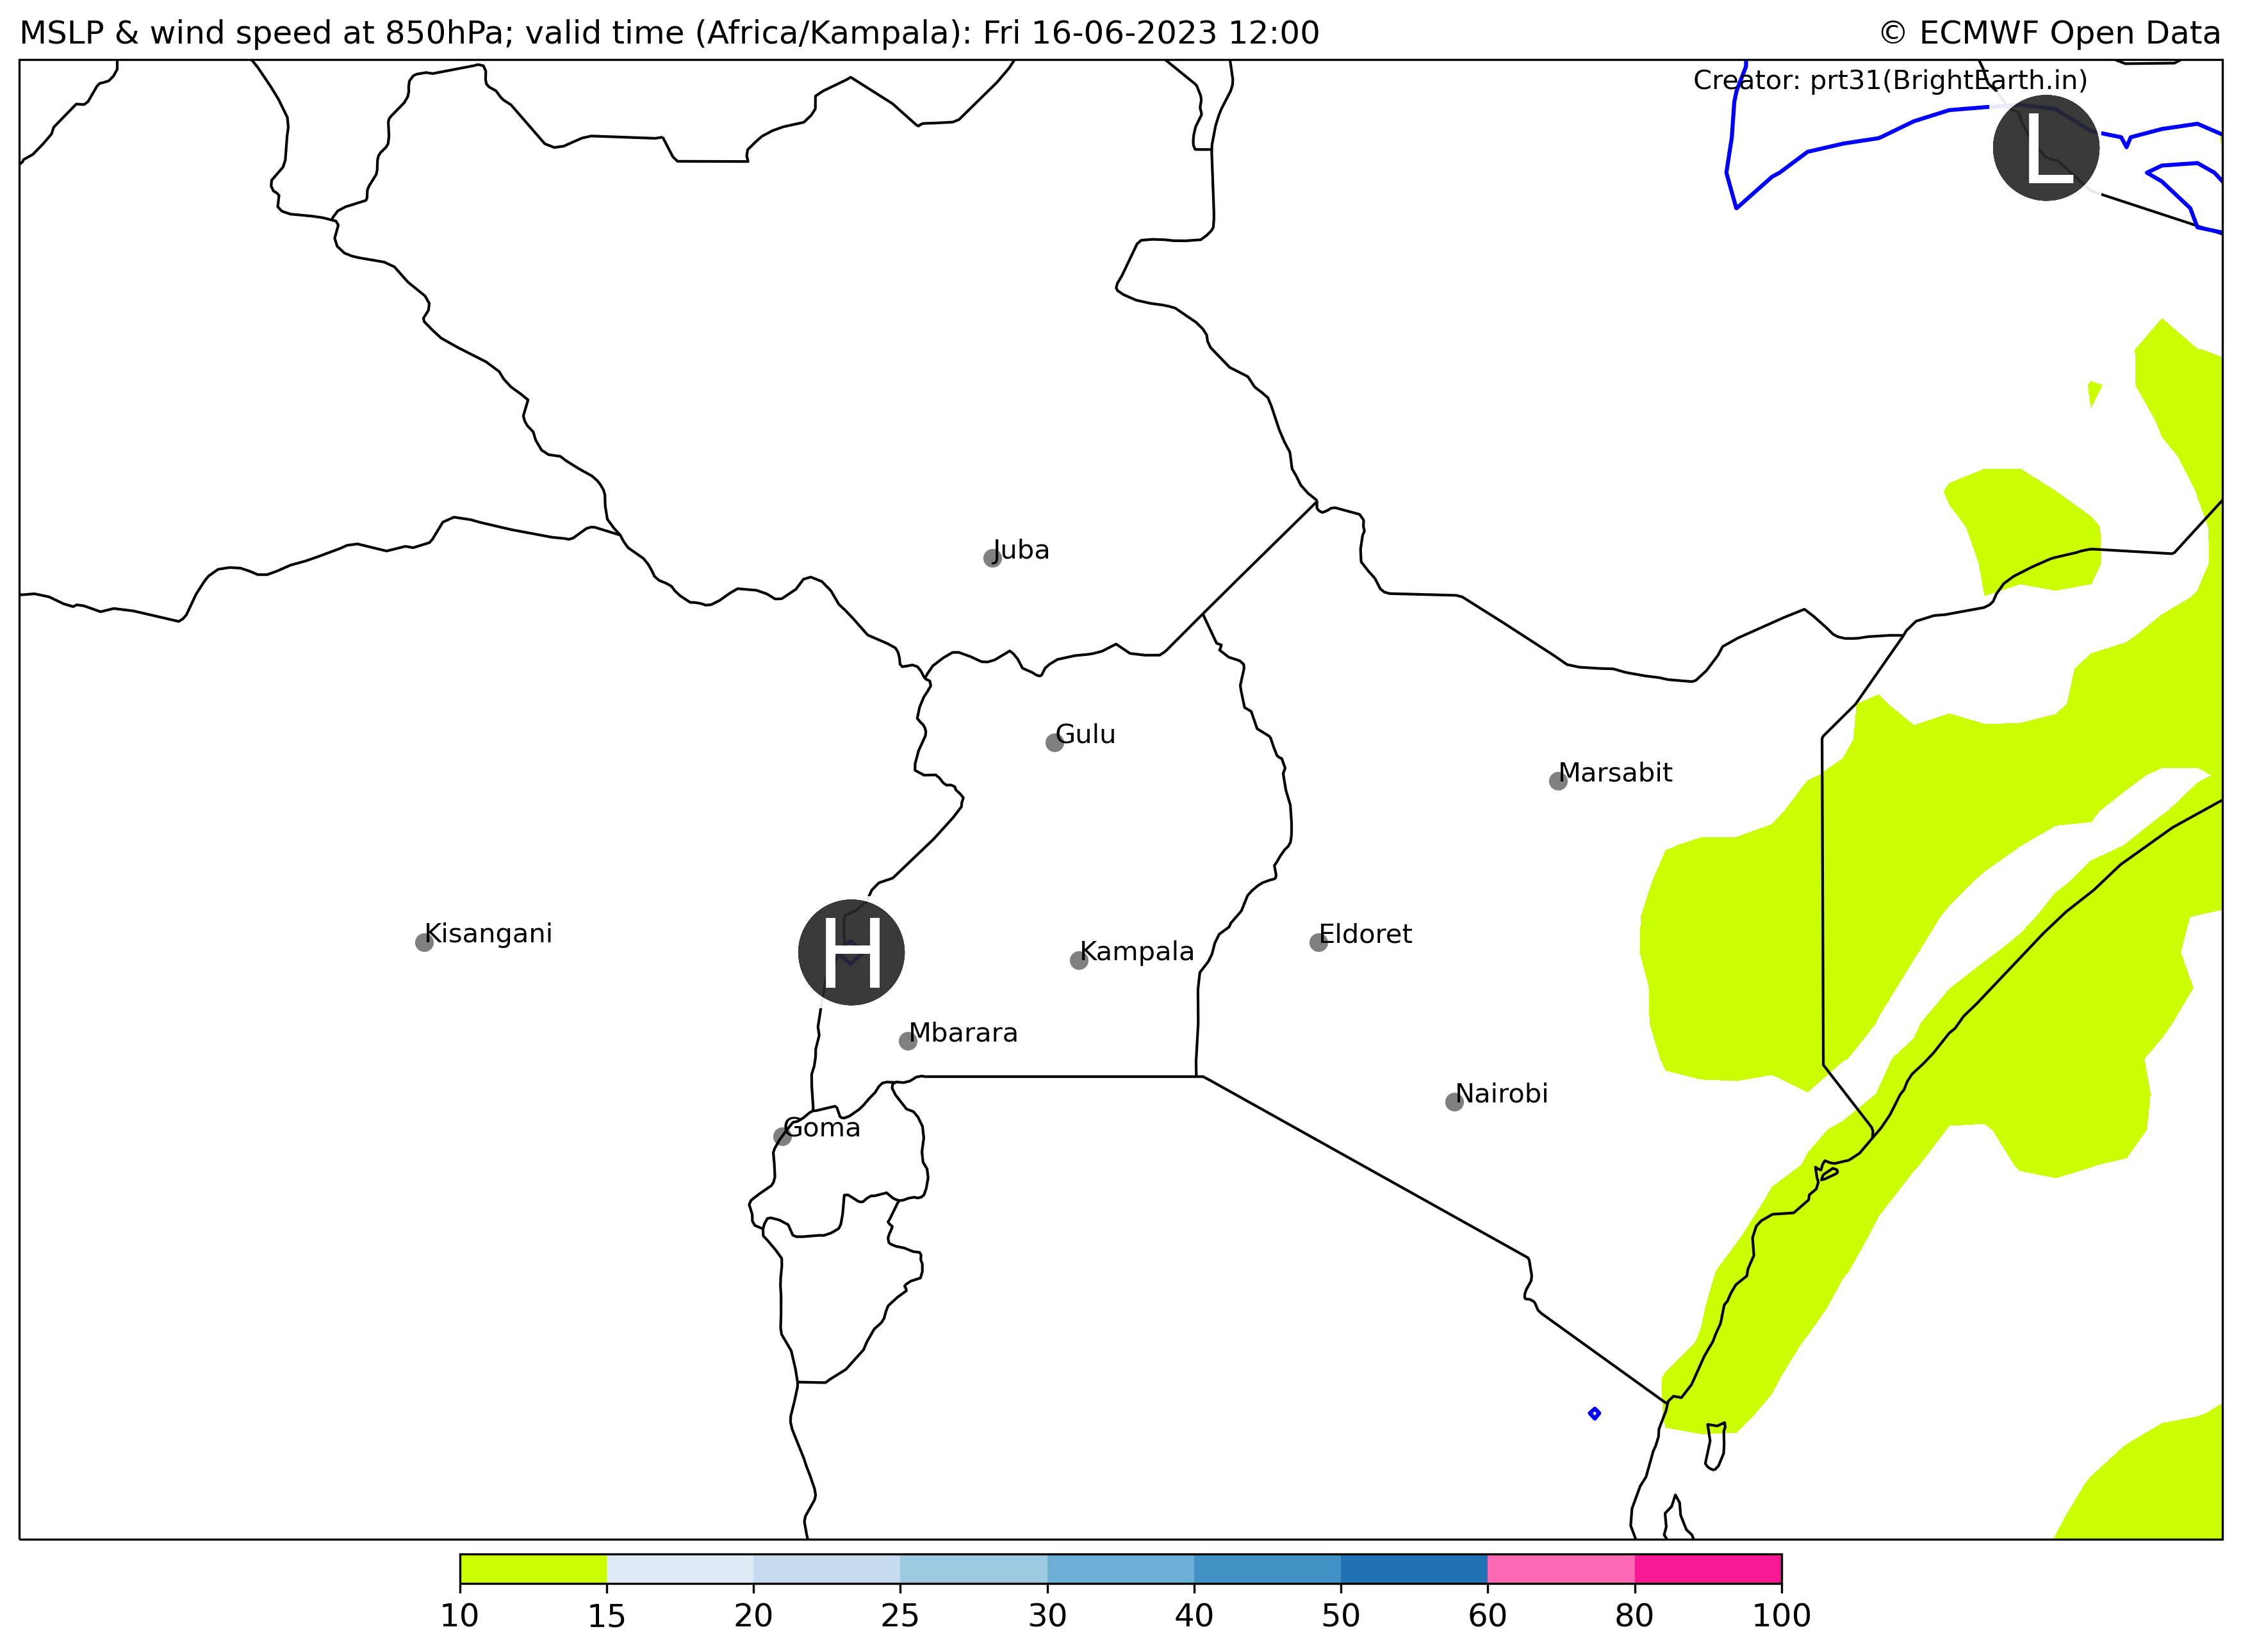 MSLP & wind speed at 850hPa; valid time (Africa/Kampala): Fri 16-06-2023 12:00
© ECMWF Open Data
Creator: prt31(BrightEarth.in)
L
Juba
Gulu
Marsabit
Kisangani
Eldoret
H
Kampala
Mbarara
Nairobi
Goma
10 15 20 25 30 40 50 60 80 100